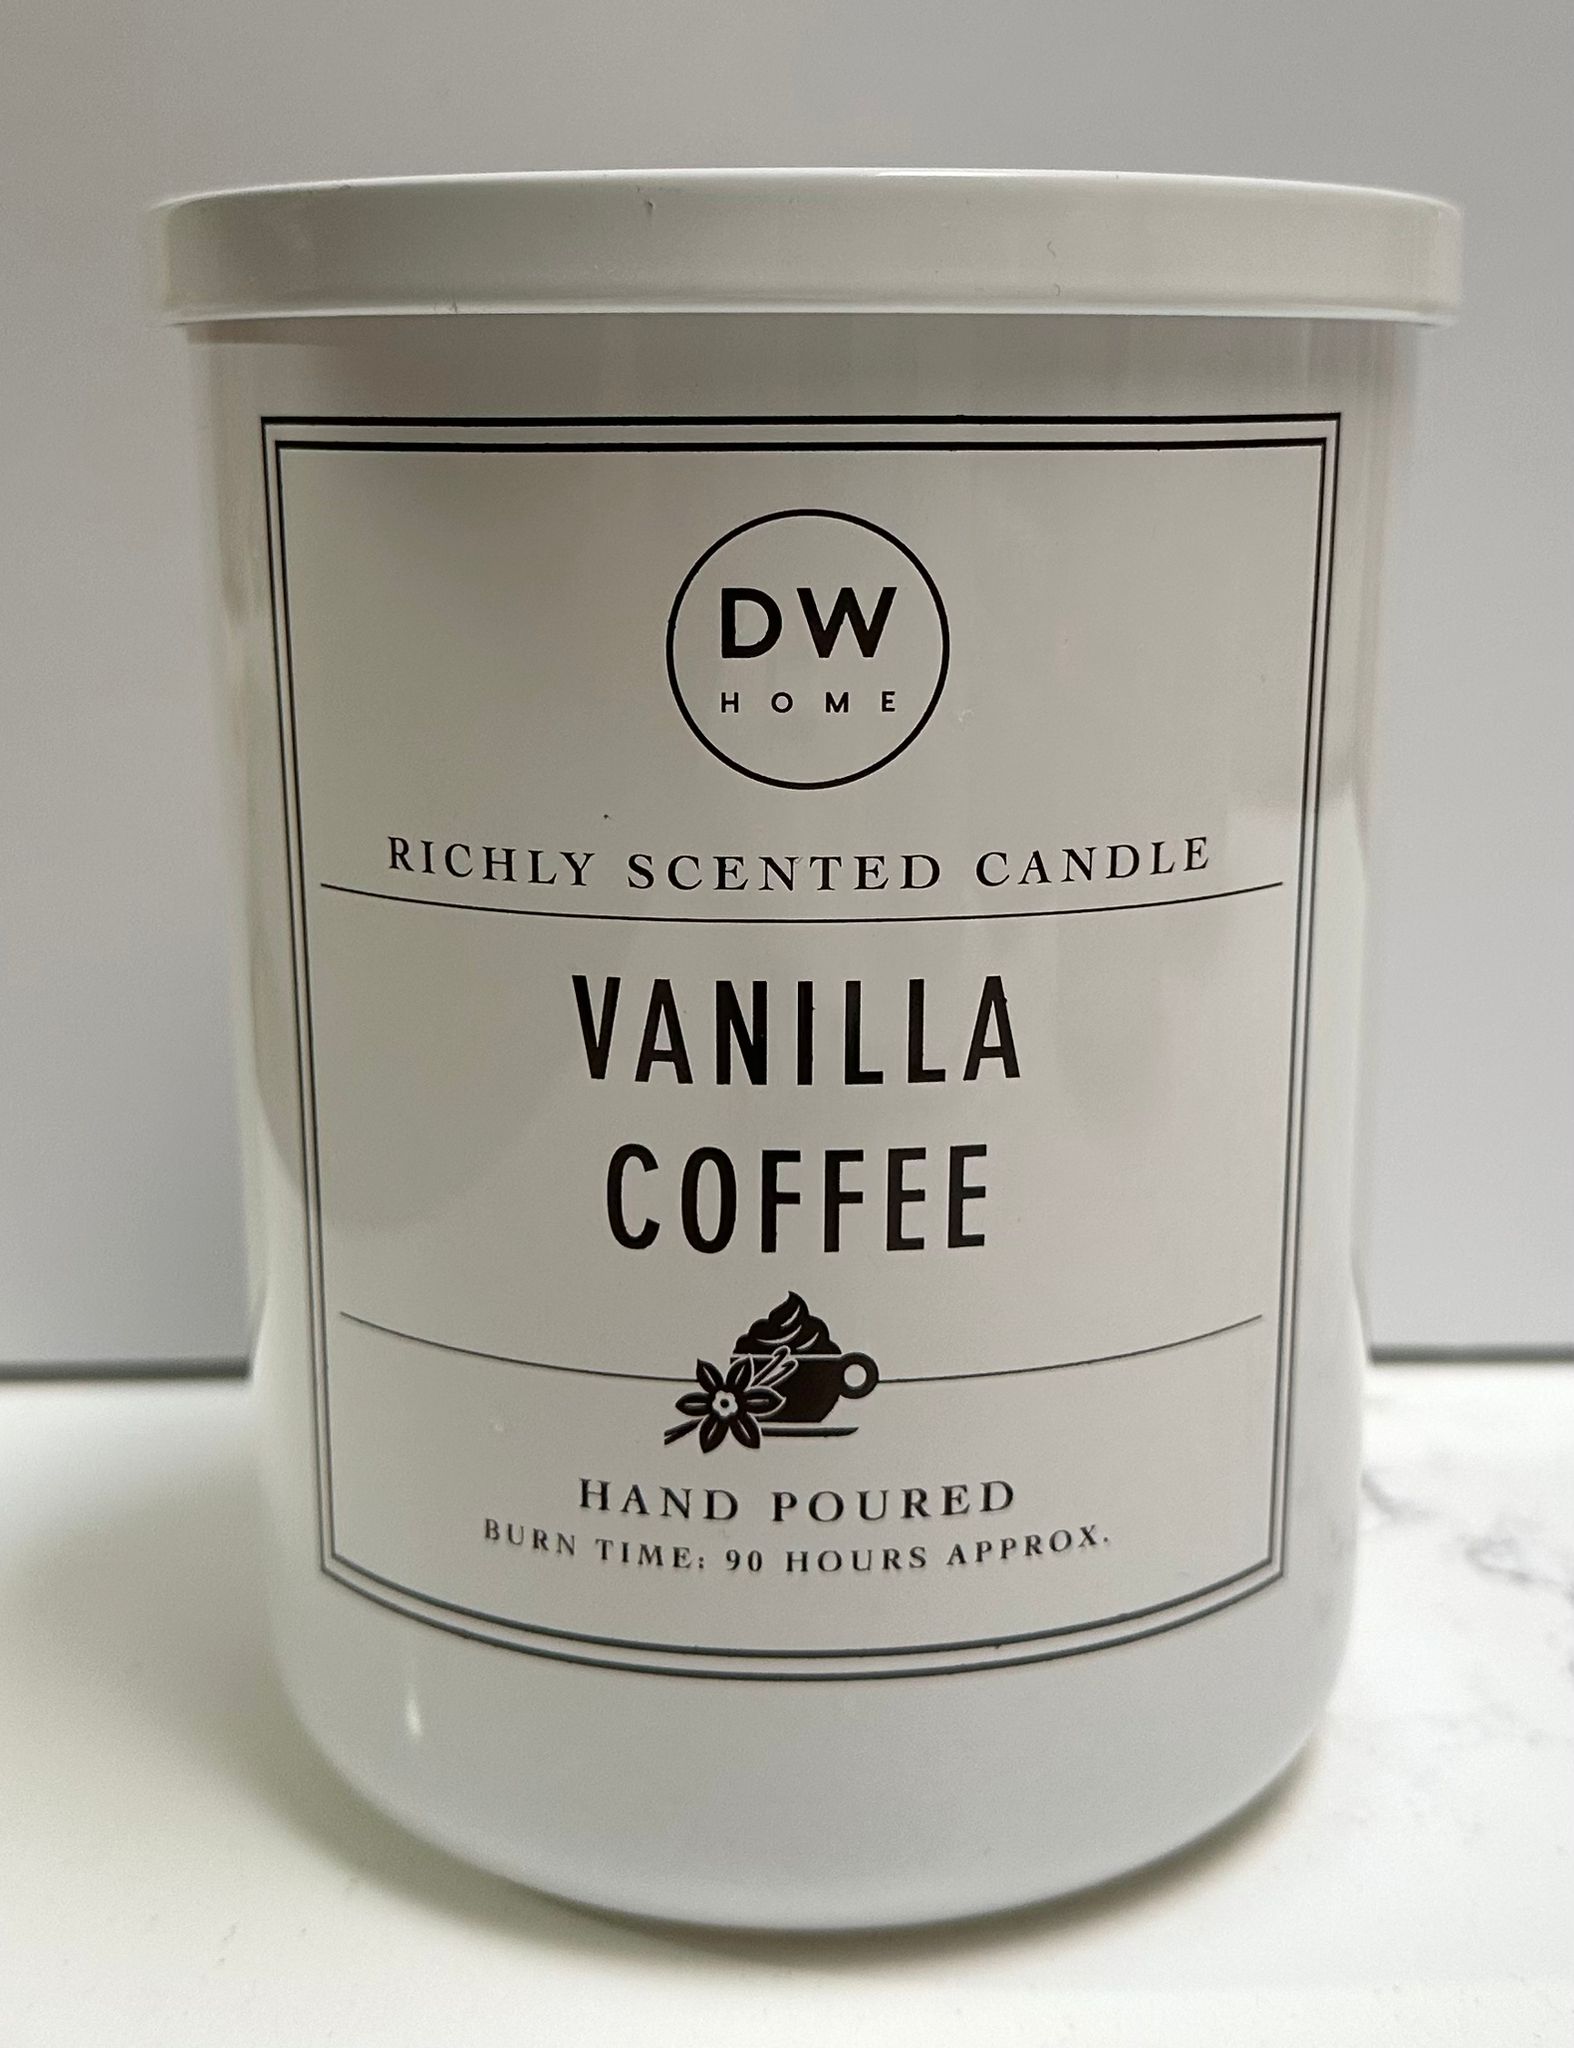 DW
HOME
RICHLY SCENTED CANDLE
VANILLA
COFFEE
HAND POURED
BURN TIME: 90 HOURS APPROX.